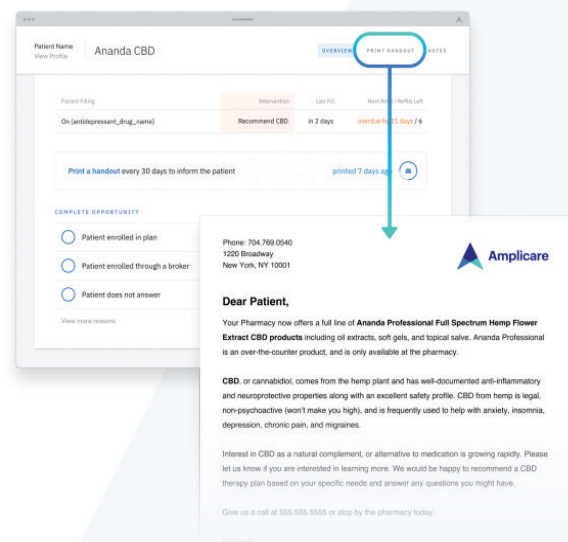 Patient Name
View Profile
Ananda CBD
OVERVIEW
PRINT HANDOUT
NOTES
Patient Filling
Intervention
Last Fill
Next Refill / Refills Left
On {antidepressant_drug_name}
Recommend CBD
in 2 days
overdue by 21 days / 6
Print a handout every 30 days to inform the patient
printed 7 days ago
COMPLETE OPPORTUNITY
Patient enrolled in plan
Patient enrolled through a broker
Patient does not answer
View more reasons
Phone: 704.769.0540
1220 Broadway
New York, NY 10001
Amplicare
Dear Patient,
Your Pharmacy now offers a full line of Ananda Professional Full Spectrum Hemp Flower
Extract CBD products including oil extracts, soft gels, and topical salve. Ananda Professional
is an over-the-counter product, and is only available at the pharmacy.
CBD, or cannabidiol, comes from the hemp plant and has well-documented anti-inflammatory
and neuroprotective properties along with an excellent safety profile. CBD from hemp is legal,
non-psychoactive (won't make you high), and is frequently used to help with anxiety, insomnia,
depression, chronic pain, and migraines.
Interest in CBD as a natural complement, or alternative to medication is growing rapidly. Please
let us know if you are interested in learning more. We would be happy to recommend a CBD
therapy plan based on your specific needs and answer any questions you might have.
Give us a call at 555.555.5555 or stop by the pharmacy today.